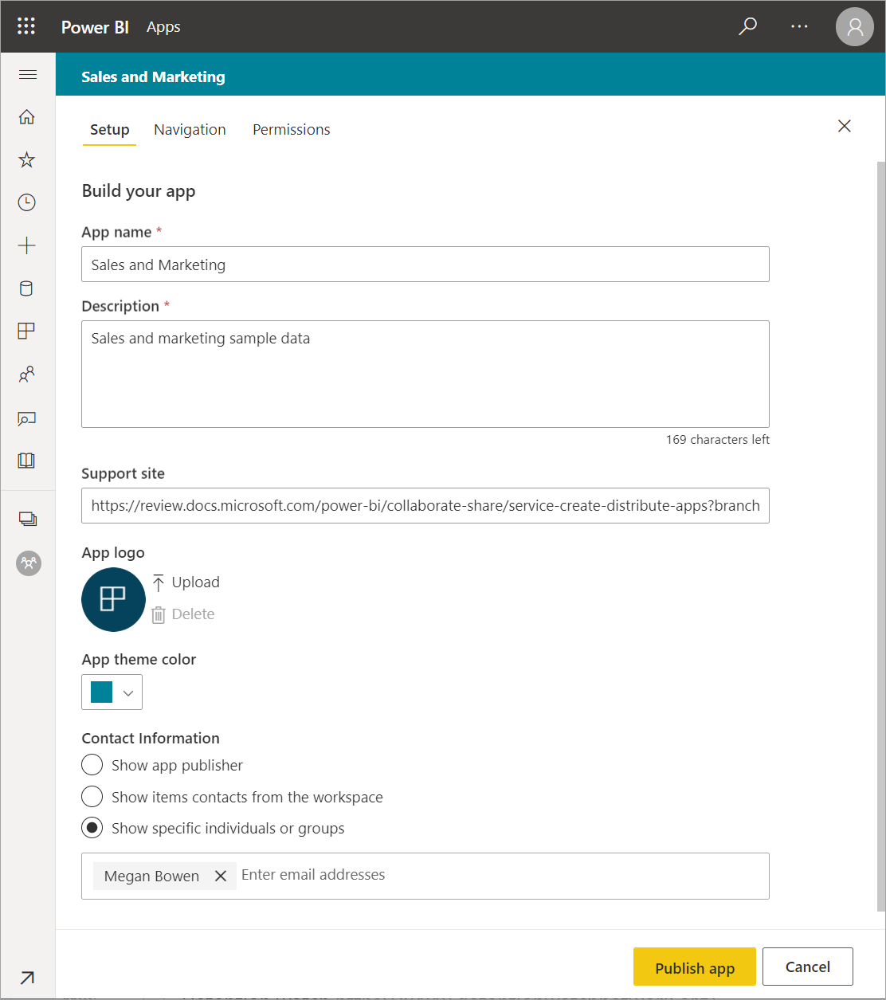 Power BI Apps
Sales and Marketing
Setup Navigation Permissions
Build your app
App name *
Sales and Marketing
Description *
Sales and marketing sample data
169 characters left
Support site
https://review.docs.microsoft.com/power-bi/collaborate-share/service-create-distribute-apps?branch
App logo
Upload
Delete
App theme color
Contact Information
Show app publisher
Show items contacts from the workspace
Show specific individuals or groups
Megan Bowen Enter email addresses
Publish app Cancel